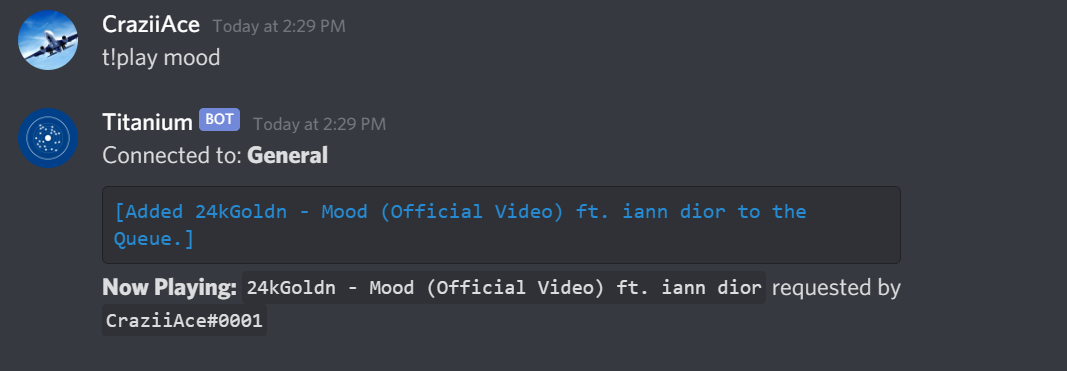 CraziiAce Today at 2:29 PM
t!play mood
Titanium BOT Today at 2:29 PM
Connected to: General
[Added 24kGoldn - Mood (Official Video) ft. iann dior to the
Queue.]
Now Playing: 24kGoldn - Mood (Official Video) ft. iann dior requested by
CraziiAce#0001